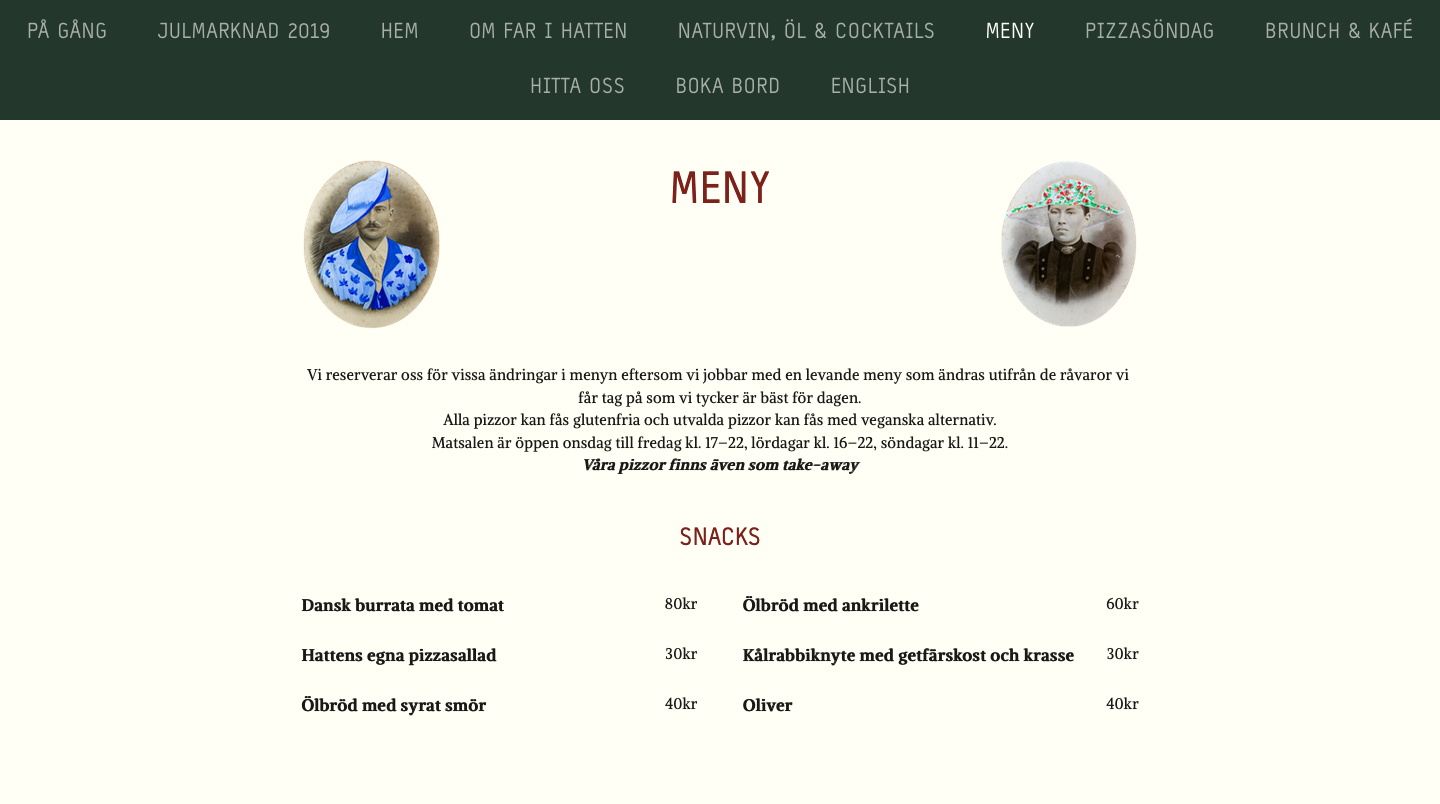 PÅ GÅNG JULMARKNAD 2019 HEM OM FAR I HATTEN NATURVIN, ÖL & COCKTAILS MENY PIZZASÖNDAG BRUNCH & KAFÉ
HITTA OSS BOKA BORD ENGLISH
MENY
Vi reserverar oss för vissa ändringar i menyn eftersom vi jobbar med en levande meny som ändras utifrån de råvaror vi
får tag på som vi tycker är bäst för dagen.
Alla pizzor kan fås glutenfria och utvalda pizzor kan fås med veganska alternativ.
Matsalen är öppen onsdag till fredag kl. 17–22, lördagar kl. 16–22, söndagar kl. 11–22.
Våra pizzor finns även som take-away
SNACKS
Dansk burrata med tomat 80kr
Hattens egna pizzasallad 30kr
Ölbröd med syrat smör 40kr
Ölbröd med ankrilette 60kr
Kålrabbiknyte med getfärskost och krasse 30kr
Oliver 40kr